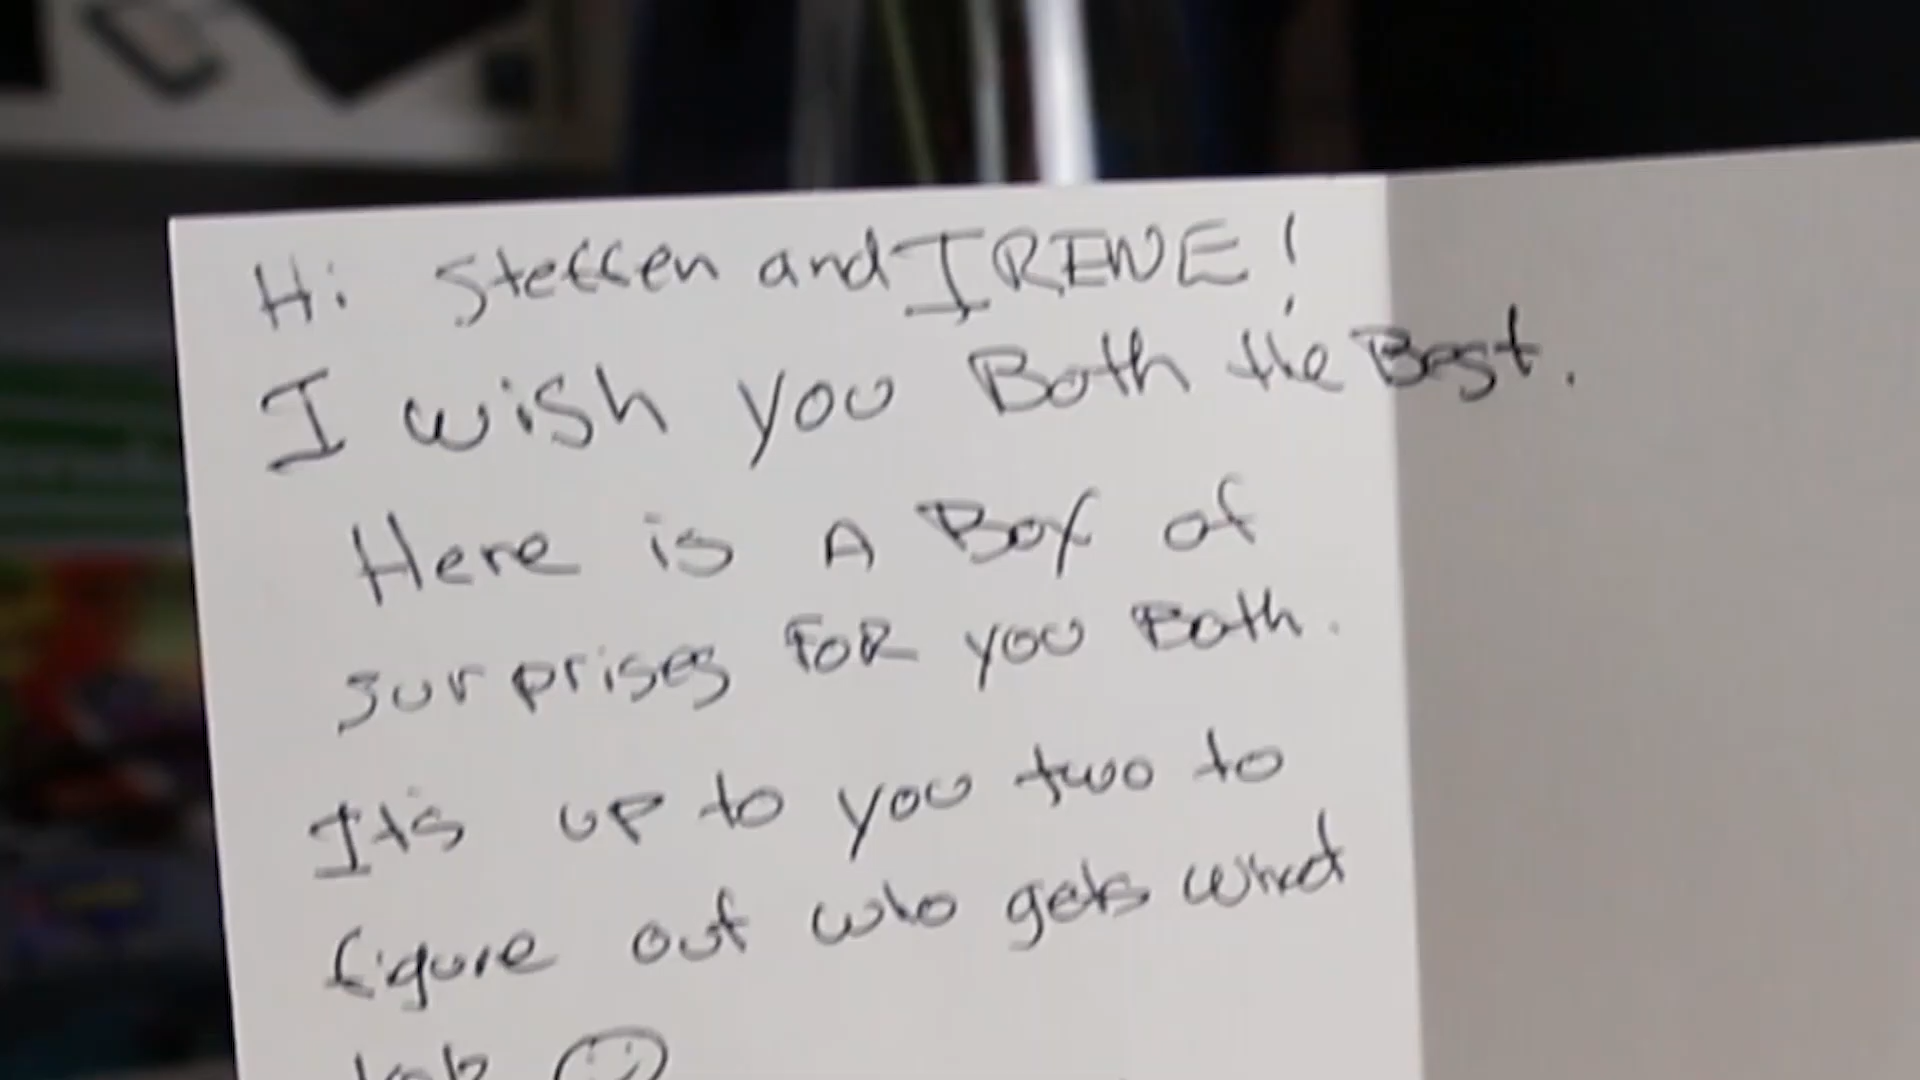 Hi Steffen and IRENE!
I wish you Both the Best.
Here is A Box of
surprises FOR you Both.
It's up to you two to
figure out who gets what